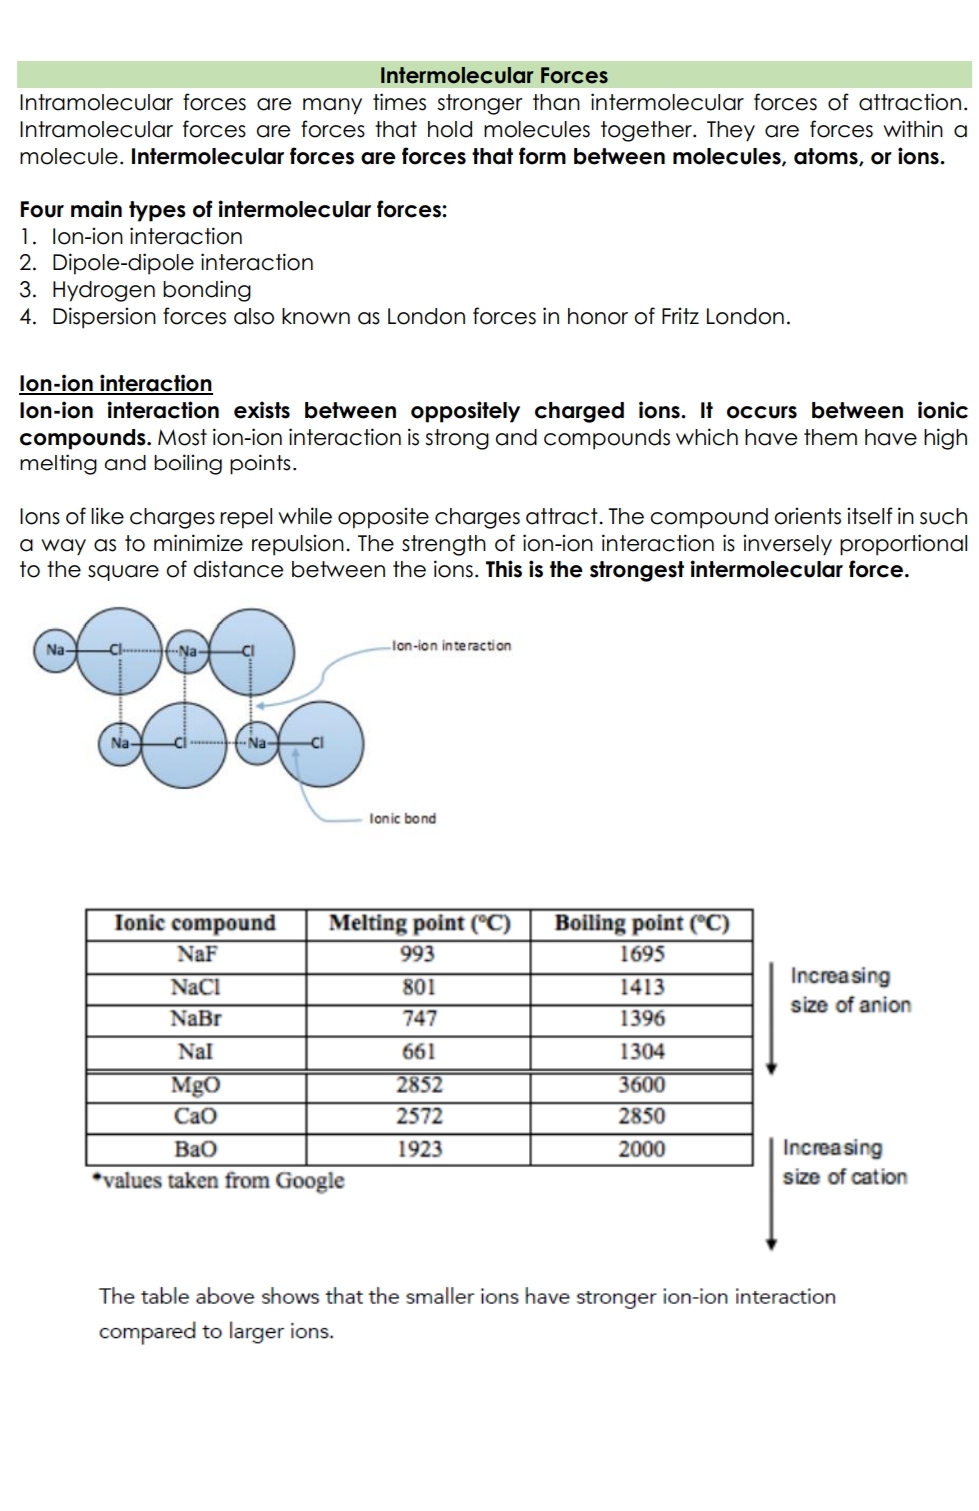 Intermolecular Forces
Intramolecular forces are many times stronger than intermolecular forces of attraction.
Intramolecular forces are forces that hold molecules together. They are forces within a
molecule. Intermolecular forces are forces that form between molecules, atoms, or ions.
Four main types of intermolecular forces:
1. Ion-ion interaction
2. Dipole-dipole interaction
3. Hydrogen bonding
4. Dispersion forces also known as London forces in honor of Fritz London.
Ion-ion interaction
Ion-ion interaction exists between oppositely charged ions. It occurs between ionic
compounds. Most ion-ion interaction is strong and compounds which have them have high
melting and boiling points.
Ions of like charges repel while opposite charges attract. The compound orients itself in such
a way as to minimize repulsion. The strength of ion-ion interaction is inversely proportional
to the square of distance between the ions. This is the strongest intermolecular force.
Na Cl Na Cl
Ion-ion interaction
Na Cl Na Cl
Ionic bond
Ionic compound Melting point (°C) Boiling point (°C)
NaF 993 1695
NaCl 801 1413
NaBr 747 1396
NaI 661 1304
MgO 2852 3600
CaO 2572 2850
BaO 1923 2000
Increasing
size of anion
Increasing
size of cation
*values taken from Google
The table above shows that the smaller ions have stronger ion-ion interaction
compared to larger ions.